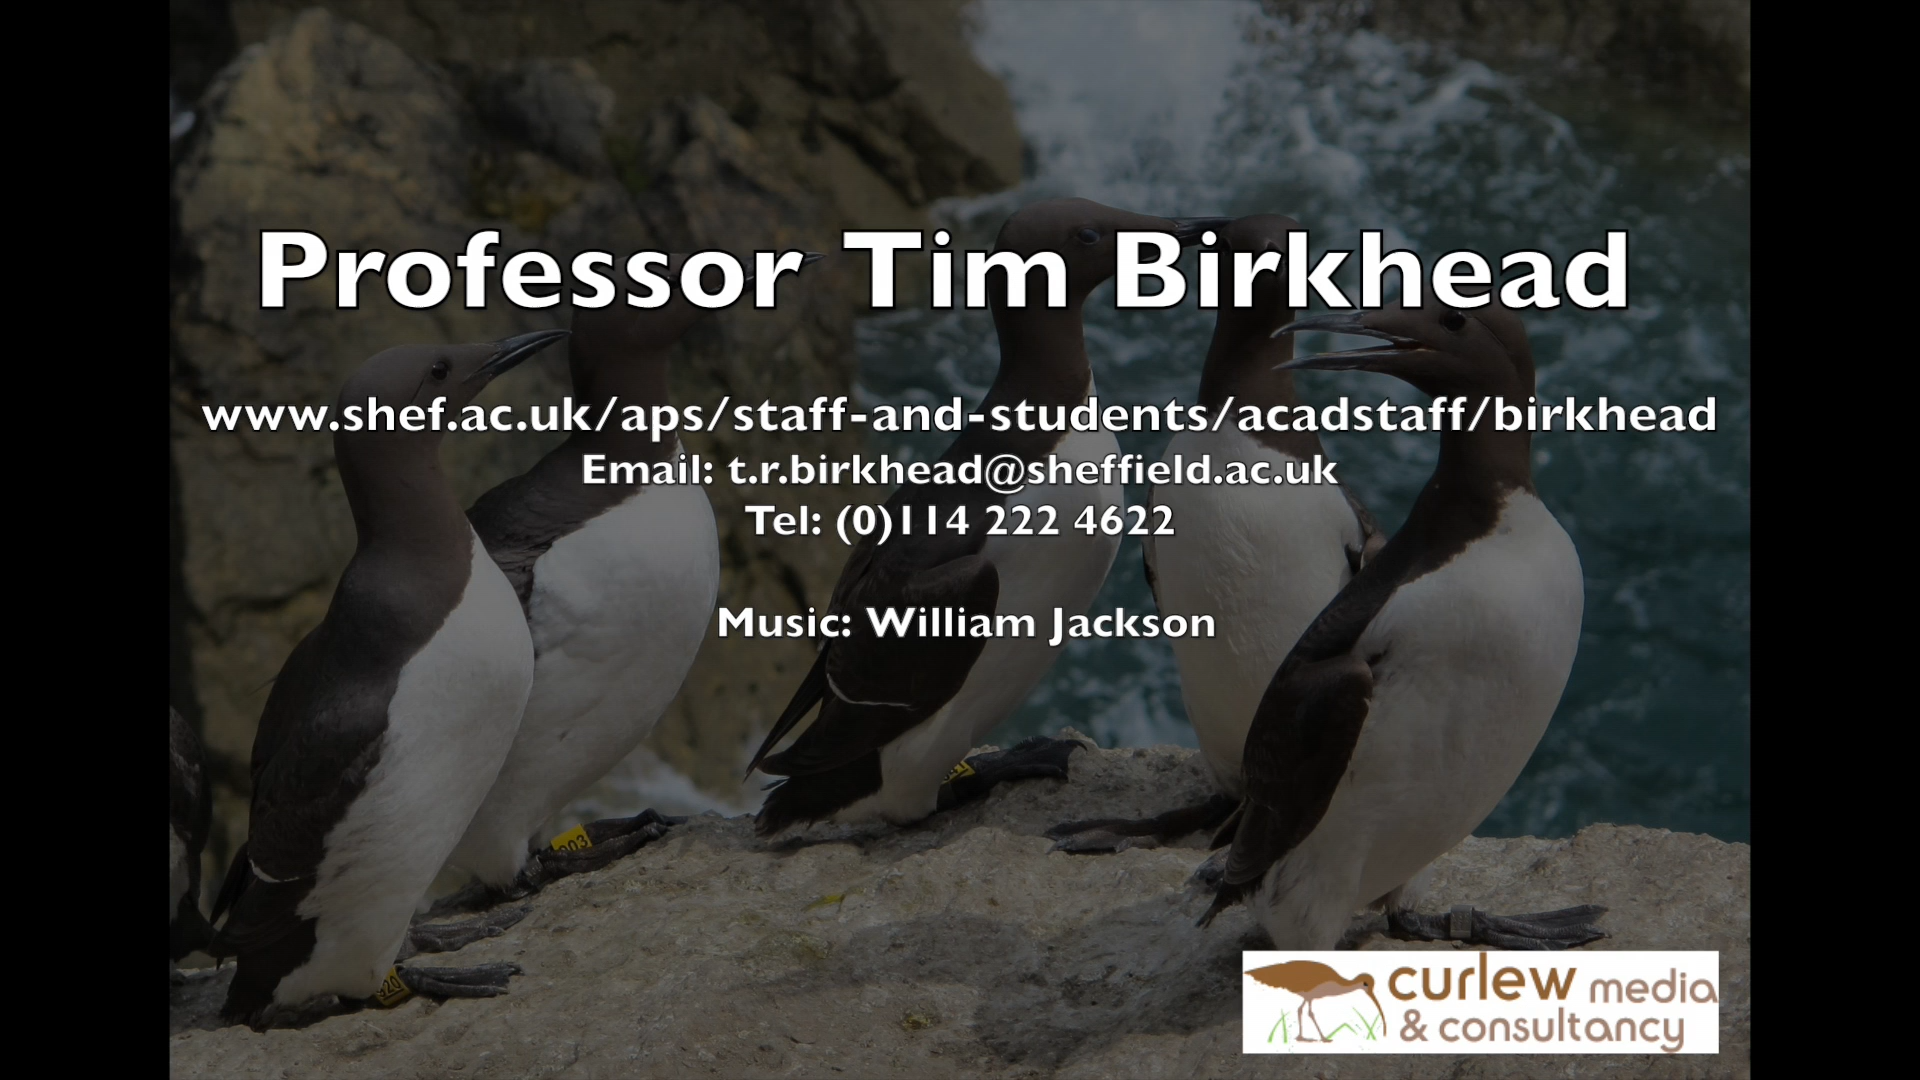 Professor Tim Birkhead
www.shef.ac.uk/aps/staff-and-students/acadstaff/birkhead
Email: t.r.birkhead@sheffield.ac.uk
Tel: (0)114 222 4622
Music: William Jackson
003
curlew media
& consultancy